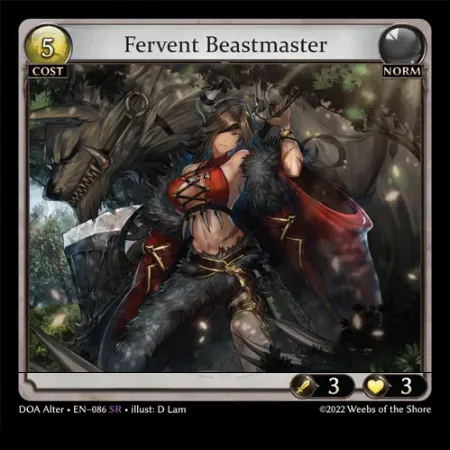 5
Fervent Beastmaster
COST
NORM
3 3
DOA Alter • EN-086 SR • illust: D Lam ©2022 Weebs of the Shore